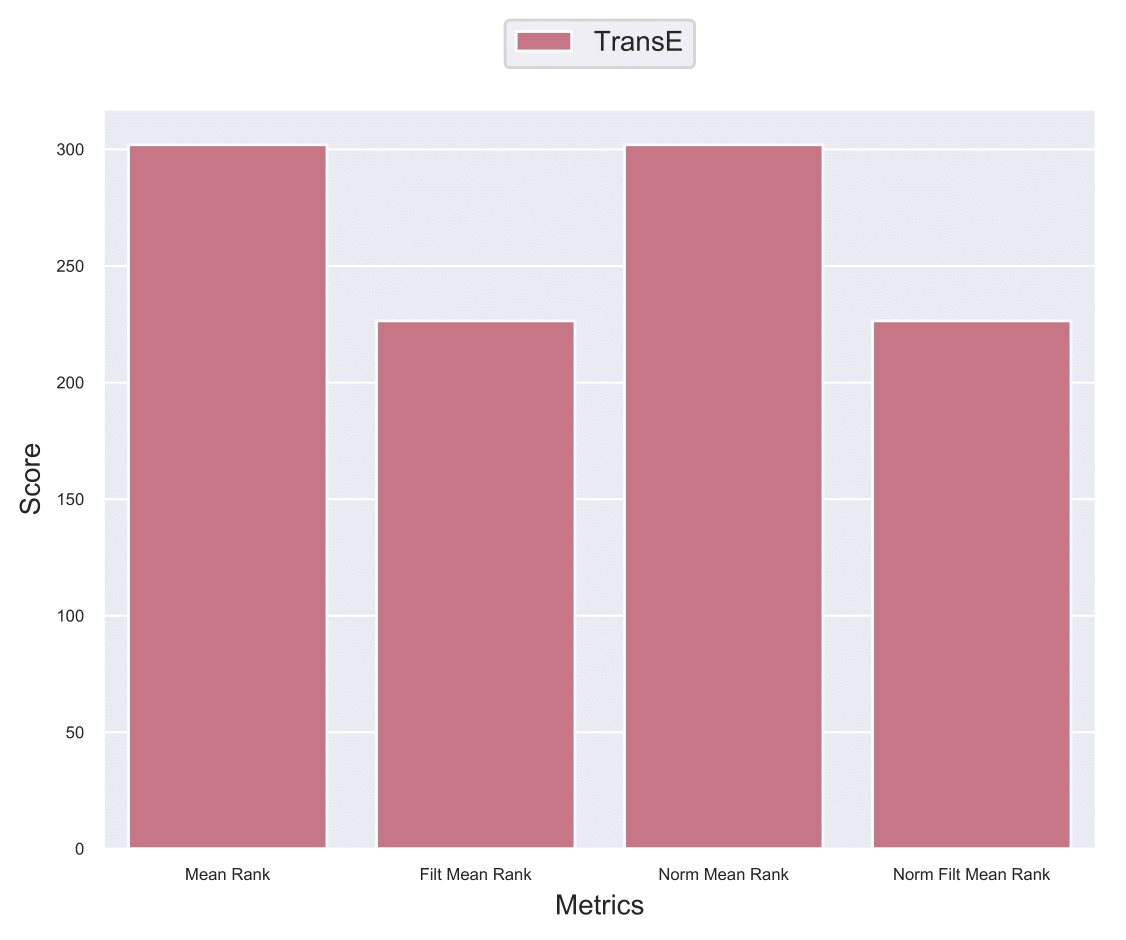 TransE
300
250
200
150
100
50
0
Score
Mean Rank
Filt Mean Rank
Norm Mean Rank
Norm Filt Mean Rank
Metrics